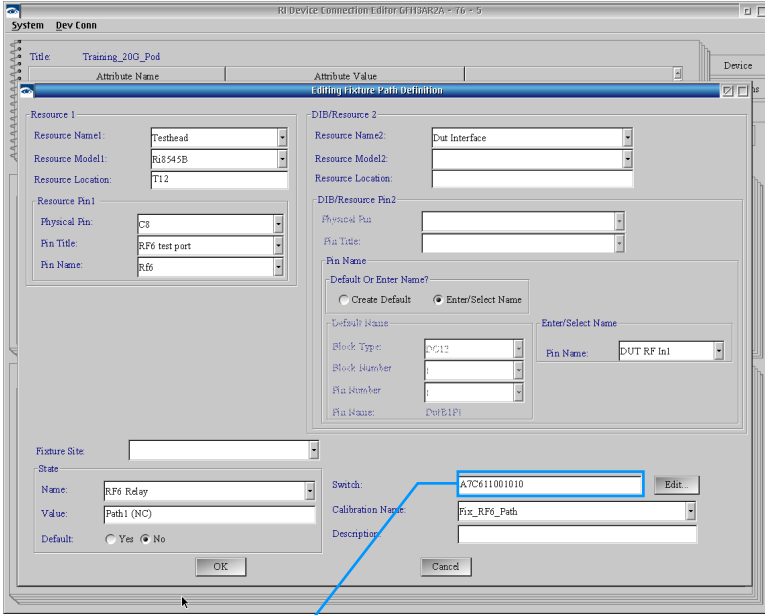 RI Device Connection Editor GFH3AR2A - 76 - 5
System Dev Conn
Title: Training_20G_Pod
Device
Attribute Name Attribute Value
Editing Fixture Path Definition
Resource 1
Resource Name1: Testhead
Resource Model1: Ri8545B
Resource Location: T12
Resource Pin1
Physical Pin: C8
Pin Title: RF6 test port
Pin Name: Rf6
DIB/Resource 2
Resource Name2: Dut Interface
Resource Model2:
Resource Location:
DIB/Resource Pin2
Physical Pin
Pin Title:
Pin Name
Default Or Enter Name?
Create Default Enter/Select Name
Default Name
Block Type: DC12
Block Number 1
Pin Number 1
Pin Name: DutB1P1
Enter/Select Name
Pin Name: DUT RF In1
Fixture Site:
State
Name: RF6 Relay
Value: Path1 (NC)
Default: Yes No
Switch: A7C611001010 Edit...
Calibration Name: Fix_RF6_Path
Description:
OK Cancel